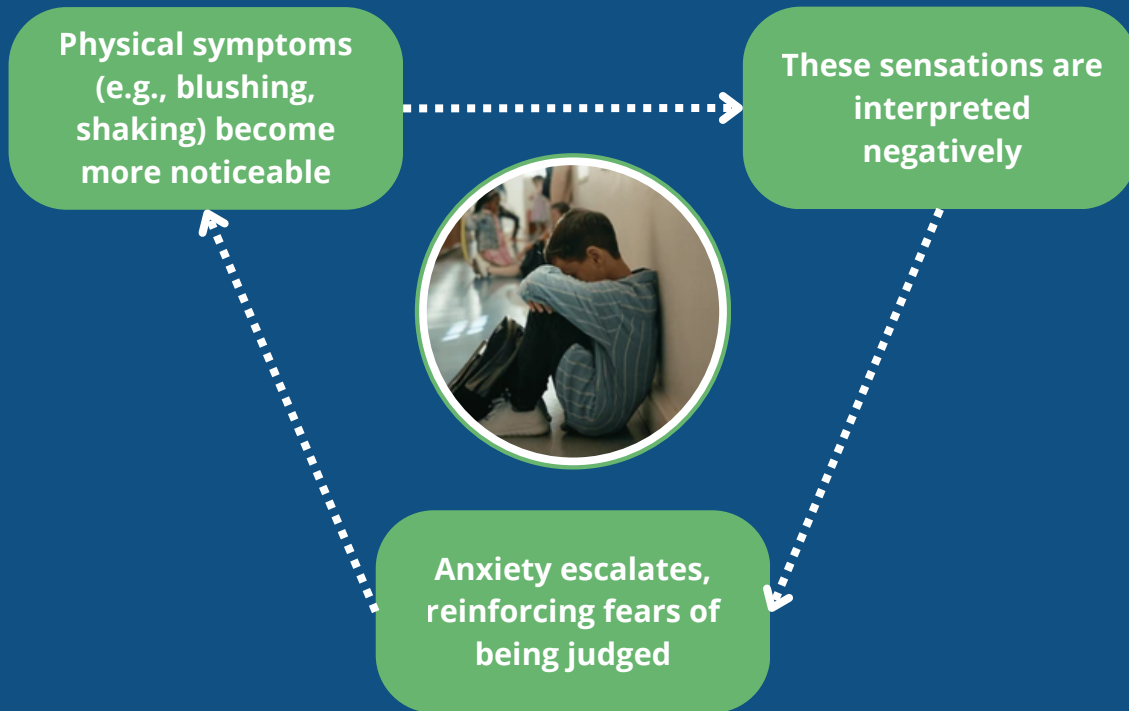 Physical symptoms
(e.g., blushing,
shaking) become
more noticeable
These sensations are
interpreted
negatively
Anxiety escalates,
reinforcing fears of
being judged